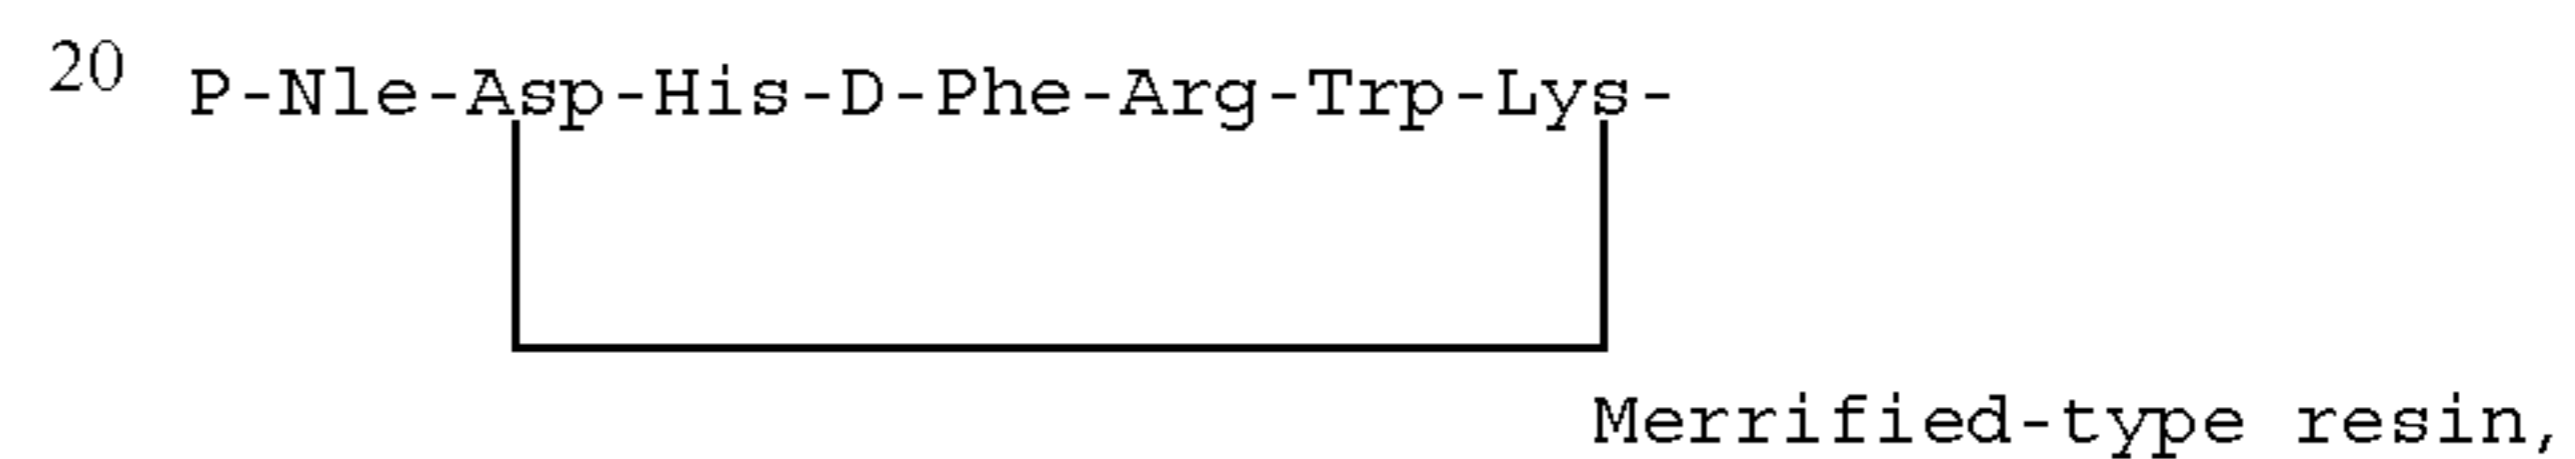 20 P-Nle-Asp-His-D-Phe-Arg-Trp-Lys-
Merrified-type resin,